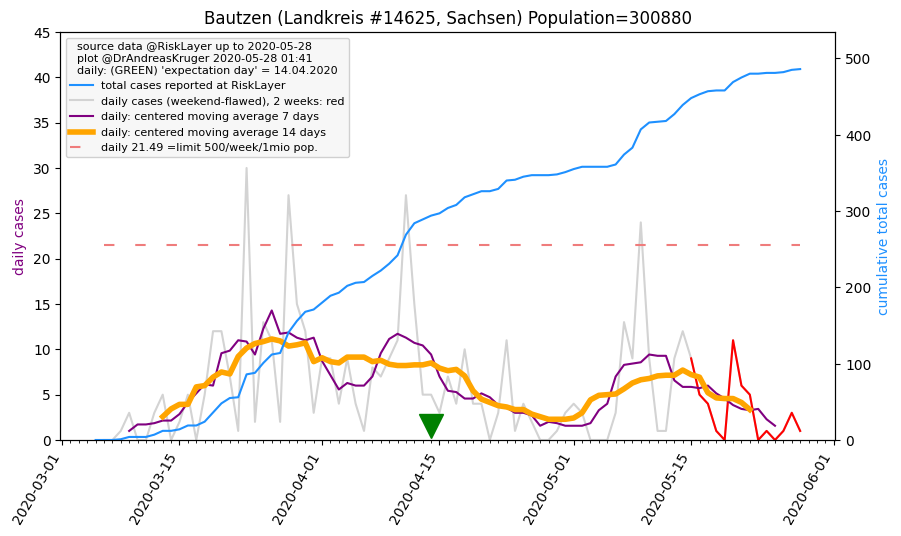 Bautzen (Landkreis #14625, Sachsen) Population=300880
source data @RiskLayer up to 2020-05-28
plot @DrAndreasKruger 2020-05-28 01:41
daily: (GREEN) 'expectation day' = 14.04.2020
total cases reported at RiskLayer
daily cases (weekend-flawed), 2 weeks: red
daily: centered moving average 7 days
daily: centered moving average 14 days
daily 21.49 =limit 500/week/1mio pop.
daily cases
45
40
35
30
25
20
15
10
5
0
cumulative total cases
500
400
300
200
100
0
2020-03-01
2020-03-15
2020-04-01
2020-04-15
2020-05-01
2020-05-15
2020-06-01